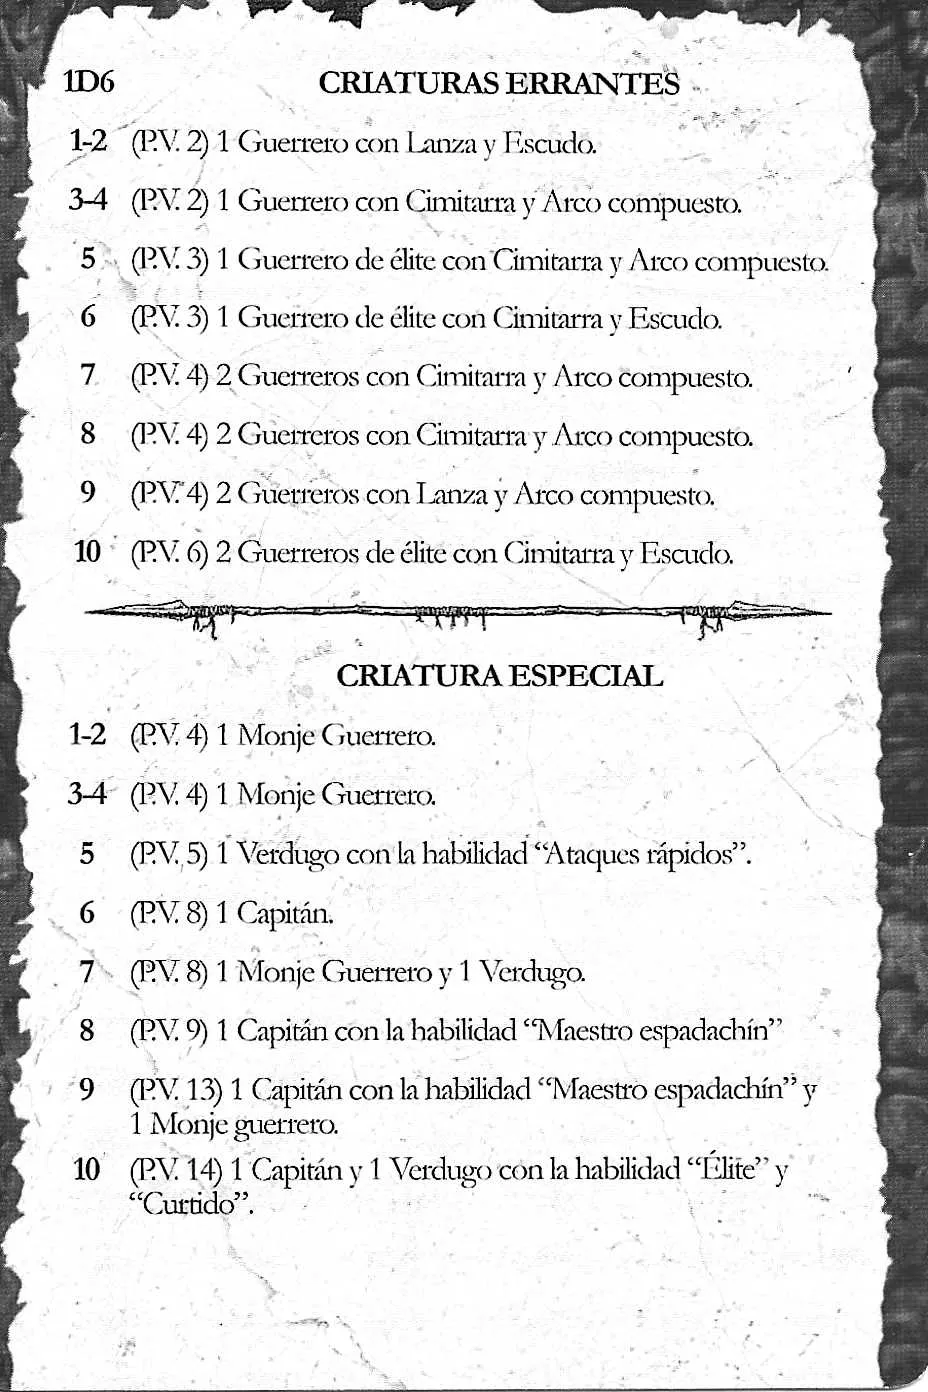 1D6 CRIATURAS ERRANTES
1-2 (P.V. 2) 1 Guerrero con Lanza y Escudo.
3-4 (P.V. 2) 1 Guerrero con Cimitarra y Arco compuesto.
5 (P.V. 3) 1 Guerrero de élite con Cimitarra y Arco compuesto.
6 (P.V. 3) 1 Guerrero de élite con Cimitarra y Escudo.
7 (P.V. 4) 2 Guerreros con Cimitarra y Arco compuesto.
8 (P.V. 4) 2 Guerreros con Cimitarra y Arco compuesto.
9 (P.V. 4) 2 Guerreros con Lanza y Arco compuesto.
10 (P.V. 6) 2 Guerreros de élite con Cimitarra y Escudo.
CRIATURA ESPECIAL
1-2 (P.V. 4) 1 Monje Guerrero.
3-4 (P.V. 4) 1 Monje Guerrero.
5 (P.V. 5) 1 Verdugo con la habilidad “Ataques rápidos”.
6 (P.V. 8) 1 Capitán.
7 (P.V. 8) 1 Monje Guerrero y 1 Verdugo.
8 (P.V. 9) 1 Capitán con la habilidad “Maestro espadachín”
9 (P.V. 13) 1 Capitán con la habilidad “Maestro espadachín” y
1 Monje guerrero.
10 (P.V. 14) 1 Capitán y 1 Verdugo con la habilidad “Élite” y
“Curtido”.